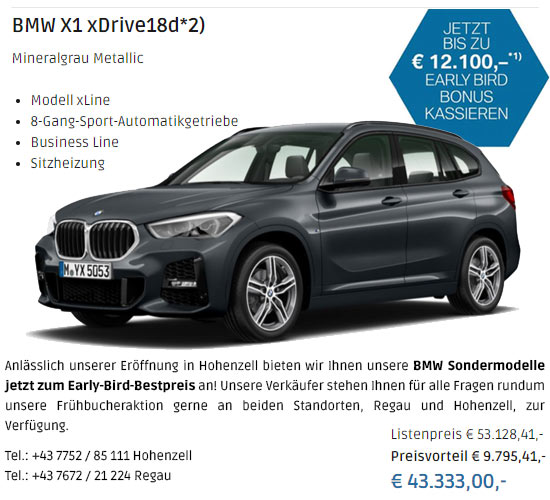 BMW X1 xDrive18d*2)
Mineralgrau Metallic
JETZT
BIS ZU
€ 12.100,–*1)
EARLY BIRD
BONUS
KASSIEREN
• Modell xLine
• 8-Gang-Sport-Automatikgetriebe
• Business Line
• Sitzheizung
M YX 5053
Anlässlich unserer Eröffnung in Hohenzell bieten wir Ihnen unsere BMW Sondermodelle
jetzt zum Early-Bird-Bestpreis an! Unsere Verkäufer stehen Ihnen für alle Fragen rundum
unsere Frühbucheraktion gerne an beiden Standorten, Regau und Hohenzell, zur
Verfügung.
Tel.: +43 7752 / 85 111 Hohenzell
Tel.: +43 7672 / 21 224 Regau
Listenpreis € 53.128,41,-
Preisvorteil € 9.795,41,-
€ 43.333,00,-